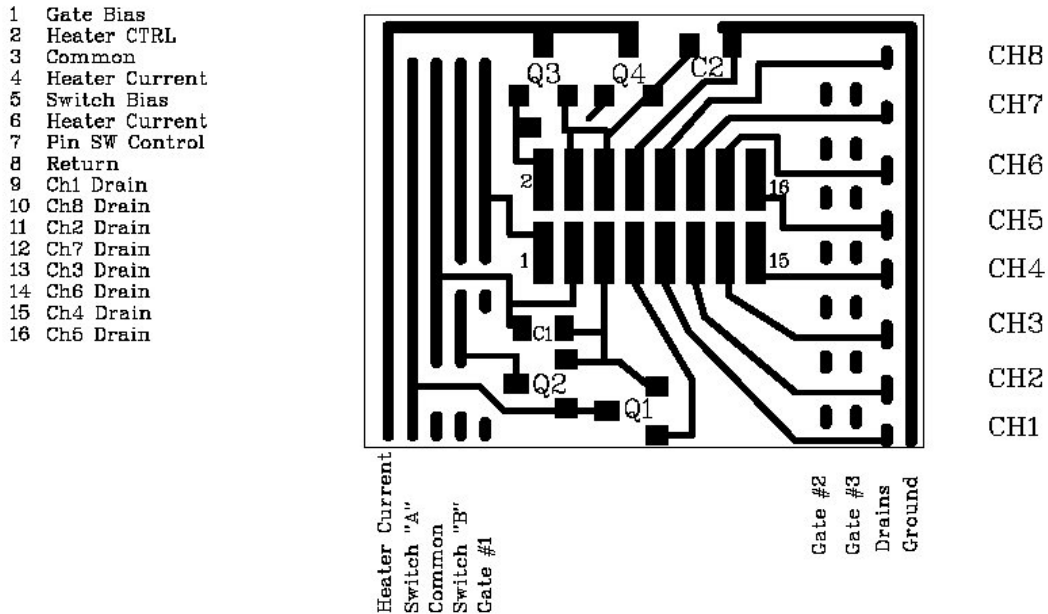 1 Gate Bias
2 Heater CTRL
3 Common
4 Heater Current
5 Switch Bias
6 Heater Current
7 Pin SW Control
8 Return
9 Ch1 Drain
10 Ch8 Drain
11 Ch2 Drain
12 Ch7 Drain
13 Ch3 Drain
14 Ch6 Drain
15 Ch4 Drain
16 Ch5 Drain
Q3 Q4 C2
2 16
1 15
C1
Q2 Q1
CH8
CH7
CH6
CH5
CH4
CH3
CH2
CH1
Heater Current
Switch "A"
Common
Switch "B"
Gate #1
Gate #2
Gate #3
Drains
Ground